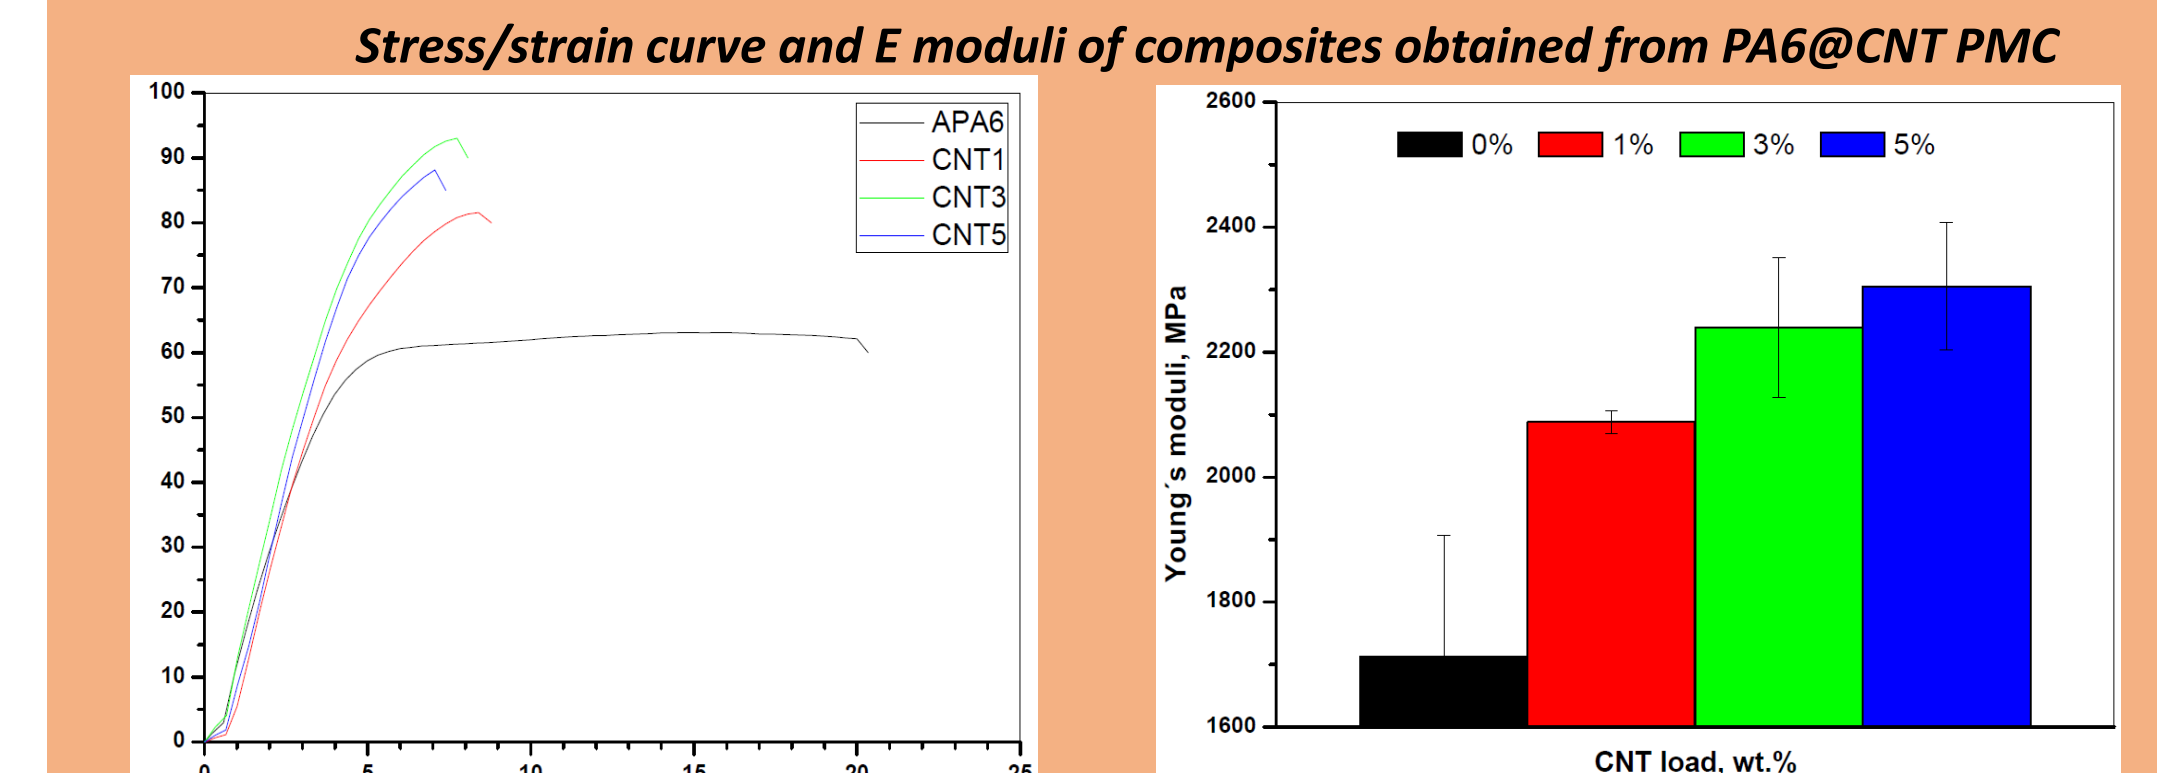 Stress/strain curve and E moduli of composites obtained from PA6@CNT PMC
100
90
80
70
60
50
40
30
20
10
0
0 5 10 15 20 25
APA6
CNT1
CNT3
CNT5
2600
2400
2200
2000
1800
1600
Young´s moduli, MPa
0% 1% 3% 5%
CNT load, wt.%